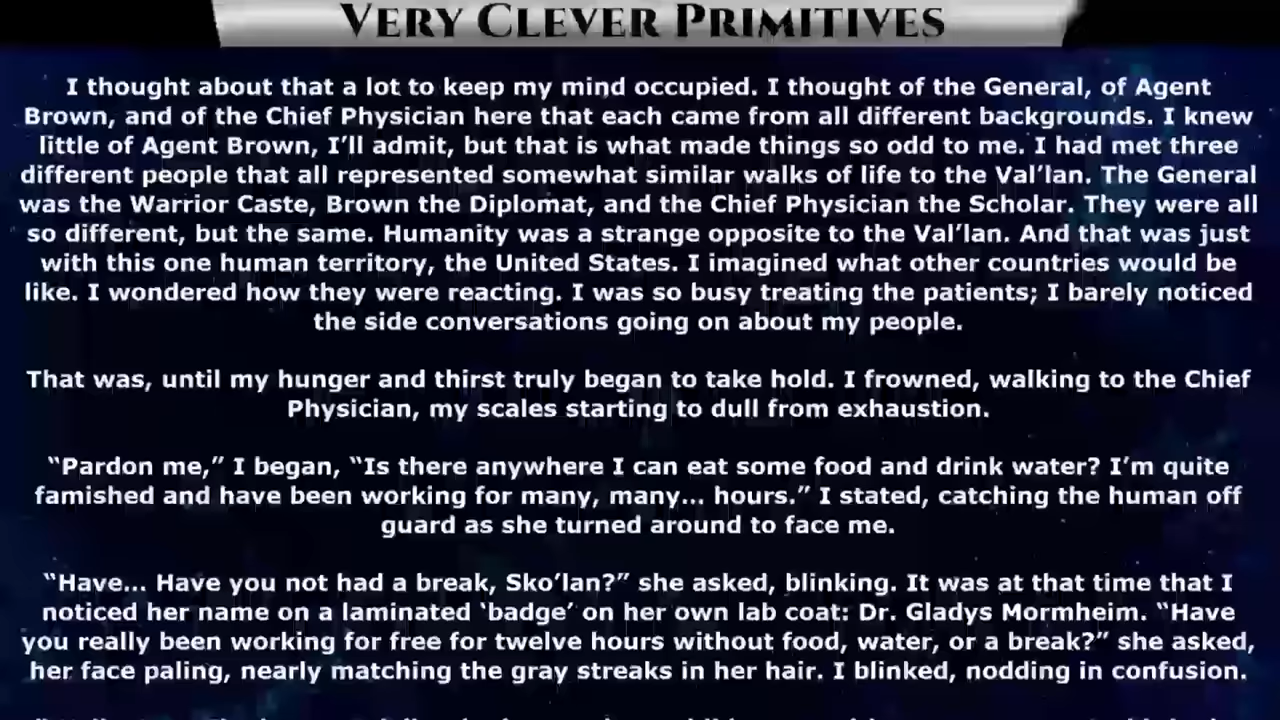 VERY CLEVER PRIMITIVES
I thought about that a lot to keep my mind occupied. I thought of the General, of Agent
Brown, and of the Chief Physician here that each came from all different backgrounds. I knew
little of Agent Brown, I’ll admit, but that is what made things so odd to me. I had met three
different people that all represented somewhat similar walks of life to the Val’lan. The General
was the Warrior Caste, Brown the Diplomat, and the Chief Physician the Scholar. They were all
so different, but the same. Humanity was a strange opposite to the Val’lan. And that was just
with this one human territory, the United States. I imagined what other countries would be
like. I wondered how they were reacting. I was so busy treating the patients; I barely noticed
the side conversations going on about my people.
That was, until my hunger and thirst truly began to take hold. I frowned, walking to the Chief
Physician, my scales starting to dull from exhaustion.
“Pardon me,” I began, “Is there anywhere I can eat some food and drink water? I’m quite
famished and have been working for many, many... hours.” I stated, catching the human off
guard as she turned around to face me.
“Have... Have you not had a break, Sko’lan?” she asked, blinking. It was at that time that I
noticed her name on a laminated ‘badge’ on her own lab coat: Dr. Gladys Mormheim. “Have
you really been working for free for twelve hours without food, water, or a break?” she asked,
her face paling, nearly matching the gray streaks in her hair. I blinked, nodding in confusion.